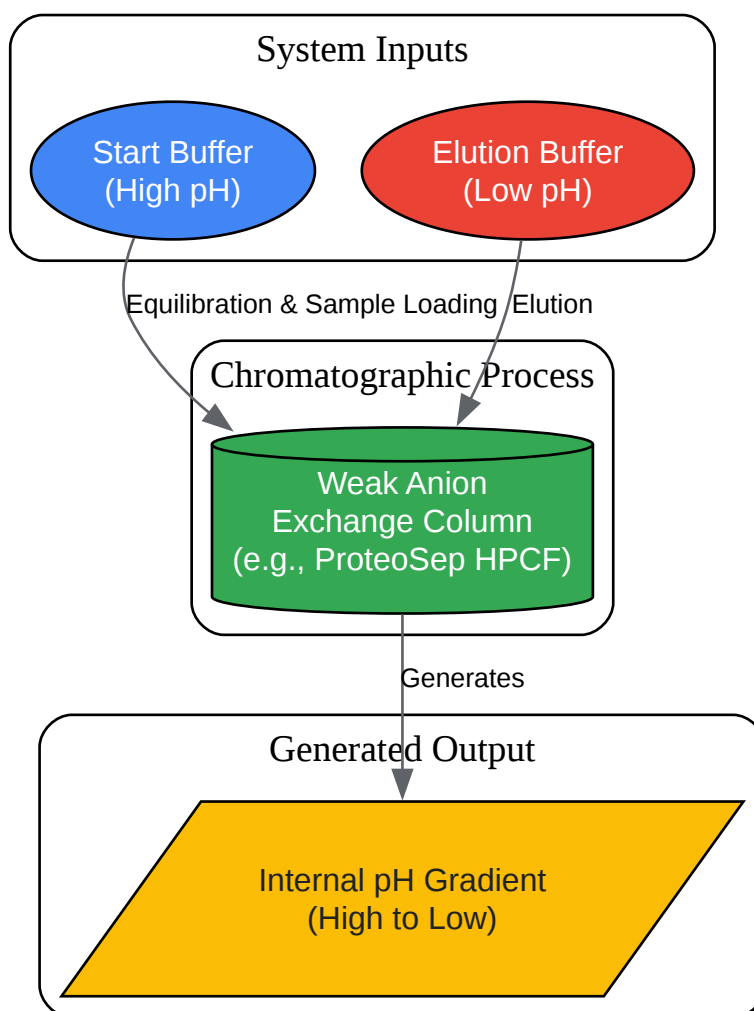 System Inputs
Start Buffer
(High pH)
Elution Buffer
(Low pH)
Equilibration & Sample Loading
Elution
Chromatographic Process
Weak Anion
Exchange Column
(e.g., ProteoSep HPCF)
Generates
Generated Output
Internal pH Gradient
(High to Low)